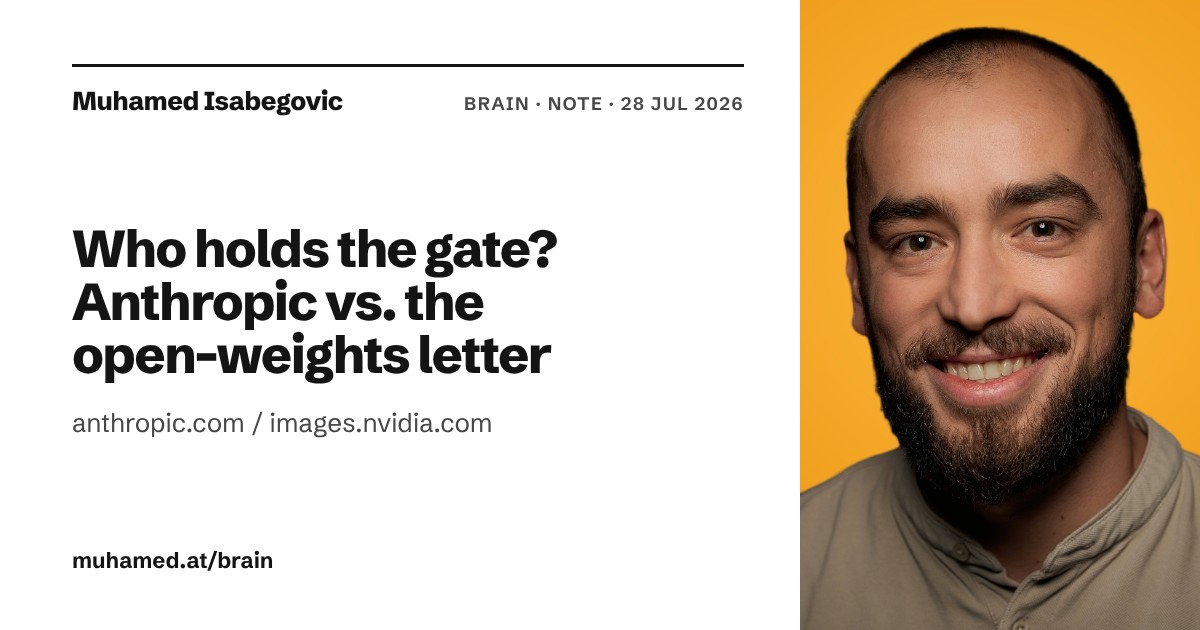 Muhamed Isabegovic
BRAIN · NOTE · 28 JUL 2026
Who holds the gate?
Anthropic vs. the
open-weights letter
anthropic.com / images.nvidia.com
muhamed.at/brain